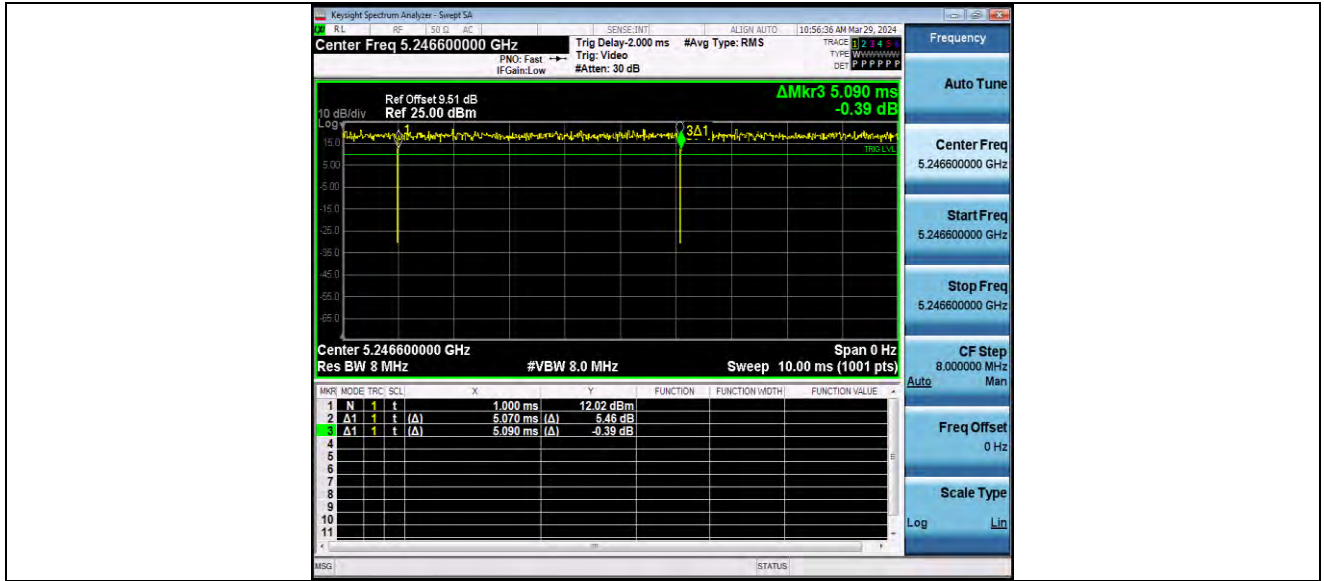 Keysight Spectrum Analyzer - Swept SA
RL RF 50 Ω AC SENSE:INT ALIGN AUTO 10:56:36 AM Mar 29, 2024
Center Freq 5.246600000 GHz
PNO: Fast
IFGain:Low
Trig Delay-2.000 ms
Trig: Video
#Atten: 30 dB
#Avg Type: RMS
TRACE 1 2 3 4 5 6
TYPE WWWWWW
DET P P P P P P
ΔMkr3 5.090 ms
-0.39 dB
Ref Offset 9.51 dB
10 dB/div Ref 25.00 dBm
Log
1
3Δ1
TRIG LVL
15.0
5.00
-5.00
-15.0
-25.0
-35.0
-45.0
-55.0
-65.0
Center 5.246600000 GHz Span 0 Hz
Res BW 8 MHz #VBW 8.0 MHz Sweep 10.00 ms (1001 pts)
MKR MODE TRC SCL X Y FUNCTION FUNCTION WIDTH FUNCTION VALUE
1 N 1 t 1.000 ms 12.02 dBm
2 Δ1 1 t (Δ) 5.070 ms (Δ) 5.46 dB
3 Δ1 1 t (Δ) 5.090 ms (Δ) -0.39 dB
4
5
6
7
8
9
10
11
MSG STATUS
Frequency
Auto Tune
Center Freq
5.246600000 GHz
Start Freq
5.246600000 GHz
Stop Freq
5.246600000 GHz
CF Step
8.000000 MHz
Auto Man
Freq Offset
0 Hz
Scale Type
Log Lin